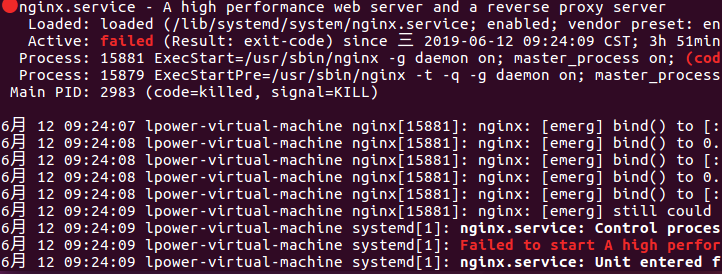 ●nginx.service - A high performance web server and a reverse proxy server
Loaded: loaded (/lib/systemd/system/nginx.service; enabled; vendor preset: en
Active: failed (Result: exit-code) since 三 2019-06-12 09:24:09 CST; 3h 51min
Process: 15881 ExecStart=/usr/sbin/nginx -g daemon on; master_process on; (cod
Process: 15879 ExecStartPre=/usr/sbin/nginx -t -q -g daemon on; master_process
Main PID: 2983 (code=killed, signal=KILL)
6月 12 09:24:07 lpower-virtual-machine nginx[15881]: nginx: [emerg] bind() to [:
6月 12 09:24:08 lpower-virtual-machine nginx[15881]: nginx: [emerg] bind() to 0.
6月 12 09:24:08 lpower-virtual-machine nginx[15881]: nginx: [emerg] bind() to [:
6月 12 09:24:08 lpower-virtual-machine nginx[15881]: nginx: [emerg] bind() to 0.
6月 12 09:24:08 lpower-virtual-machine nginx[15881]: nginx: [emerg] bind() to [:
6月 12 09:24:09 lpower-virtual-machine nginx[15881]: nginx: [emerg] still could
6月 12 09:24:09 lpower-virtual-machine systemd[1]: nginx.service: Control proces
6月 12 09:24:09 lpower-virtual-machine systemd[1]: Failed to start A high perfor
6月 12 09:24:09 lpower-virtual-machine systemd[1]: nginx.service: Unit entered f